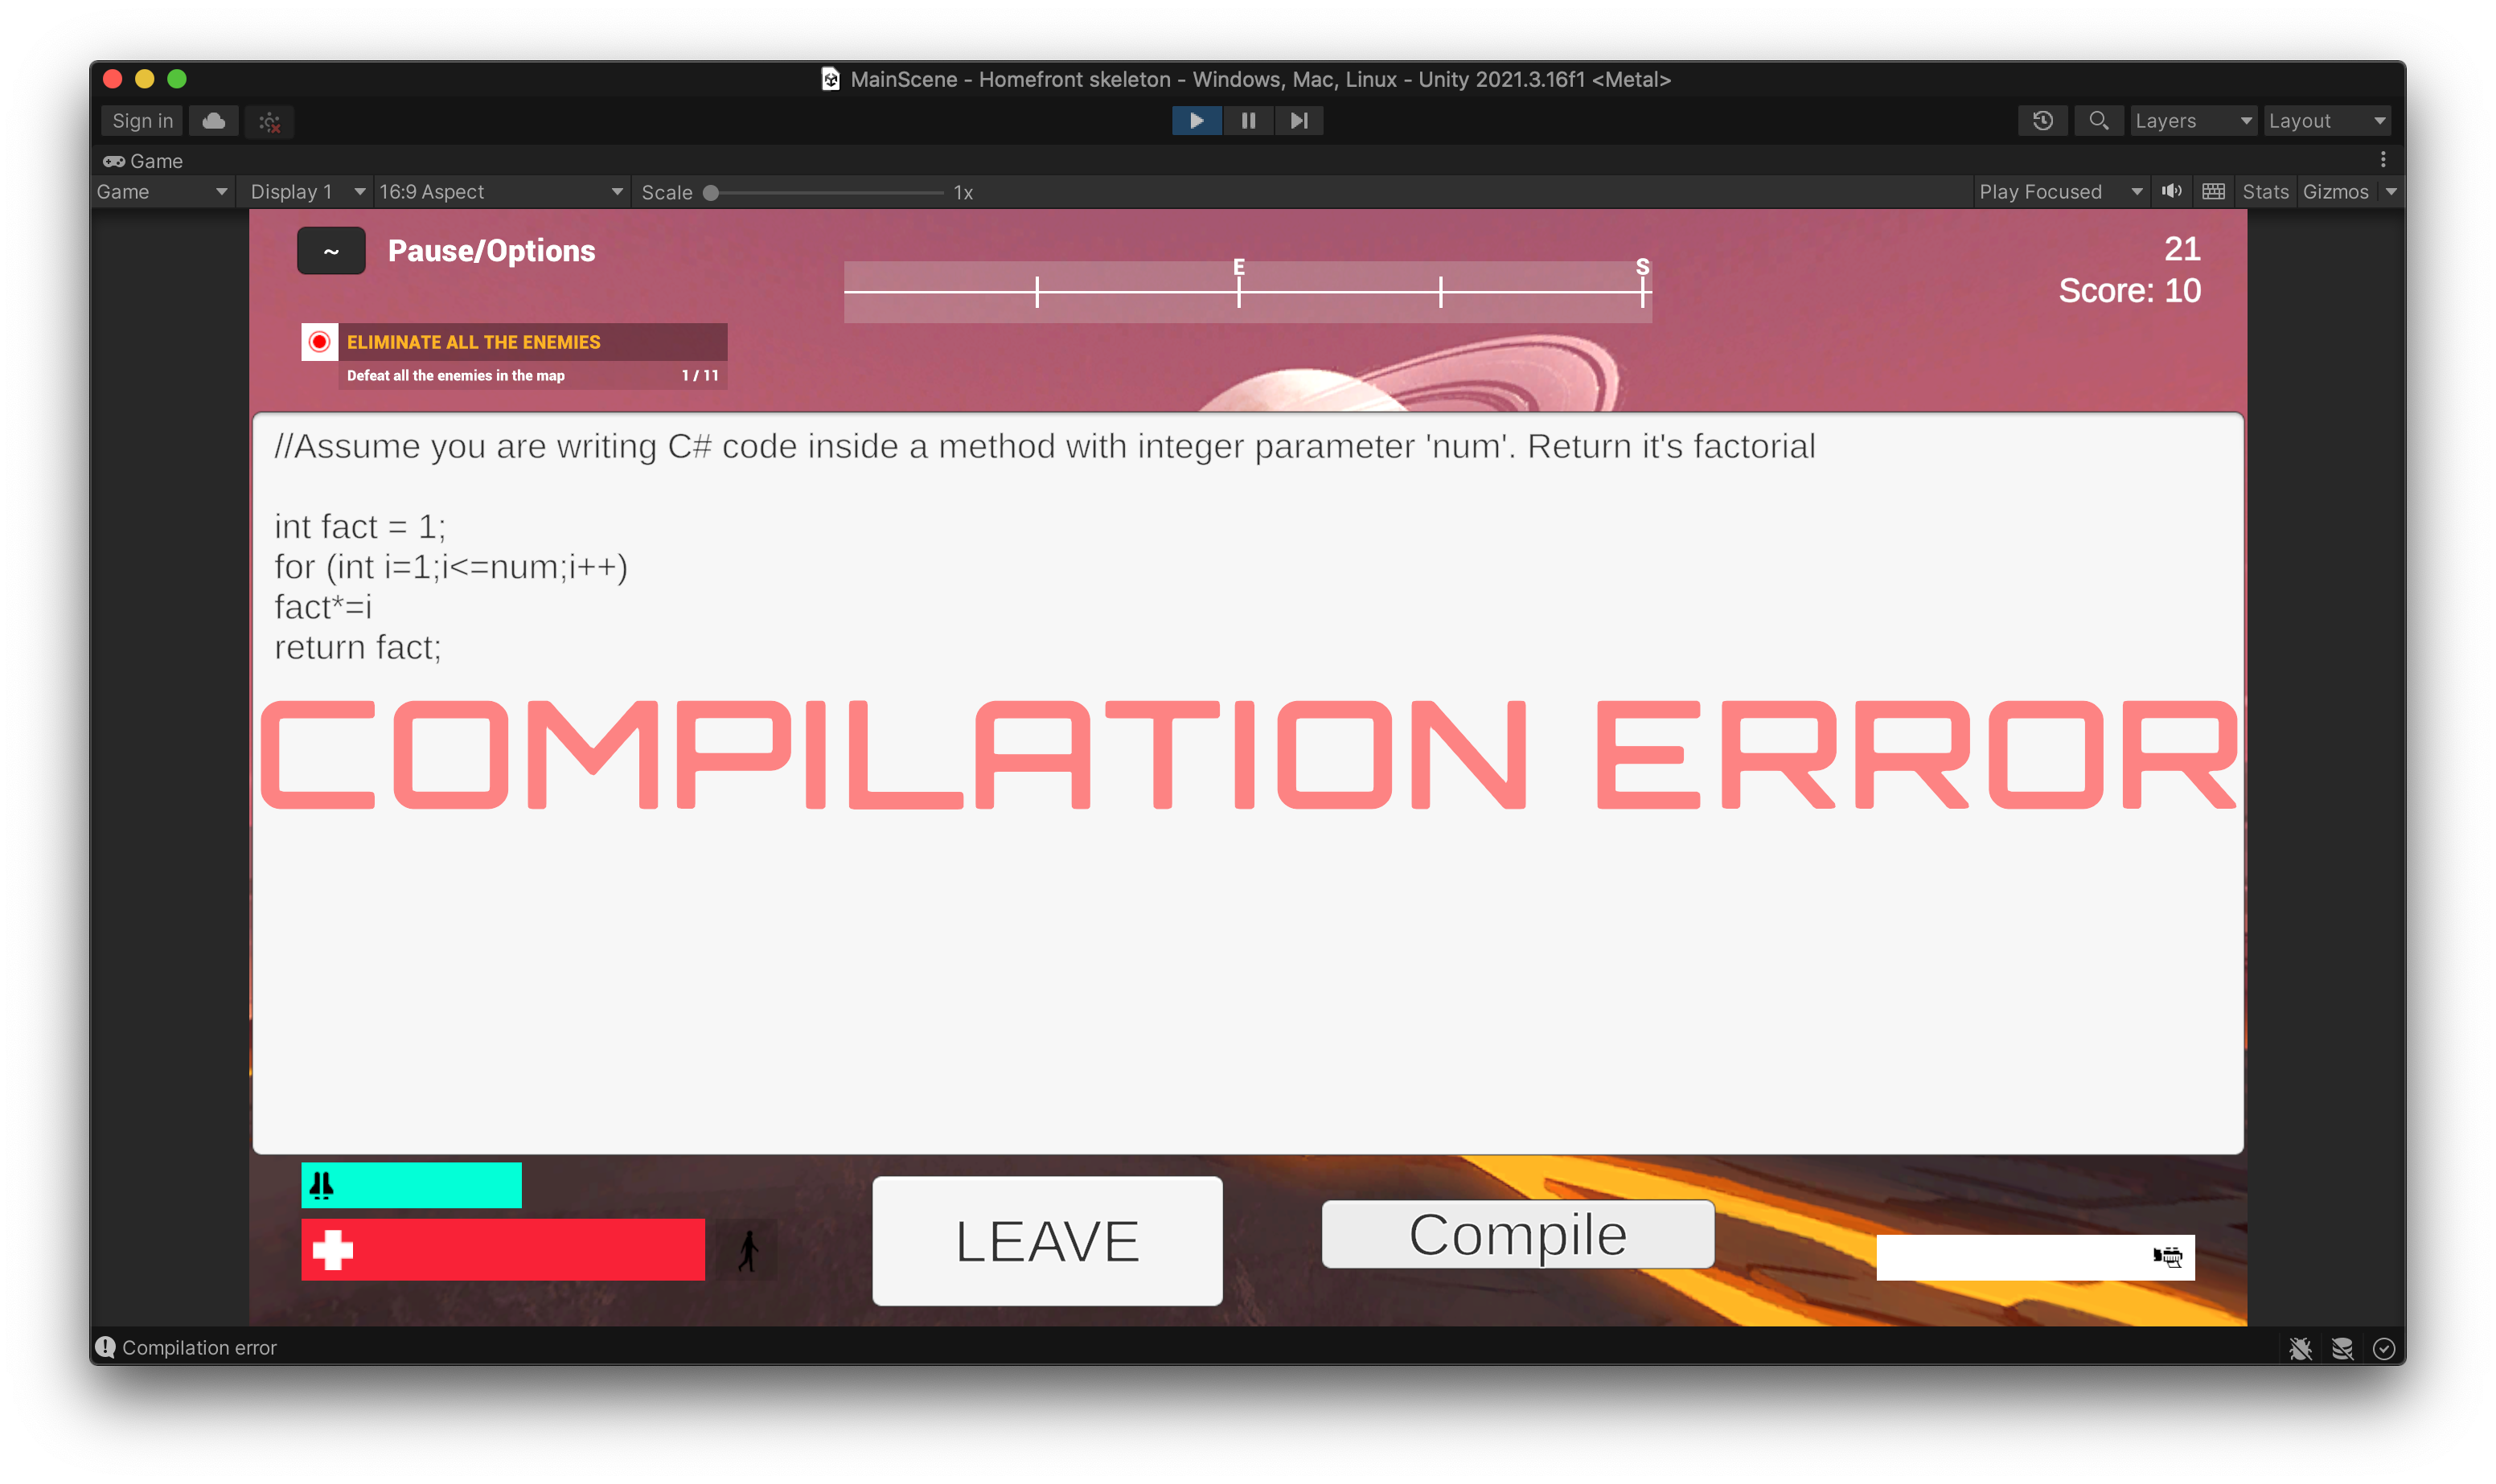 MainScene - Homefront skeleton - Windows, Mac, Linux - Unity 2021.3.16f1 <Metal>
Sign in
Layers
Layout
Game
Game
Display 1
16:9 Aspect
Scale
1x
Play Focused
Stats
Gizmos
~
Pause/Options
E
S
21
Score: 10
ELIMINATE ALL THE ENEMIES
Defeat all the enemies in the map
1 / 11
//Assume you are writing C# code inside a method with integer parameter 'num'. Return it's factorial
int fact = 1;
for (int i=1;i<=num;i++)
fact*=i
return fact;
COMPILATION ERROR
LEAVE
Compile
Compilation error